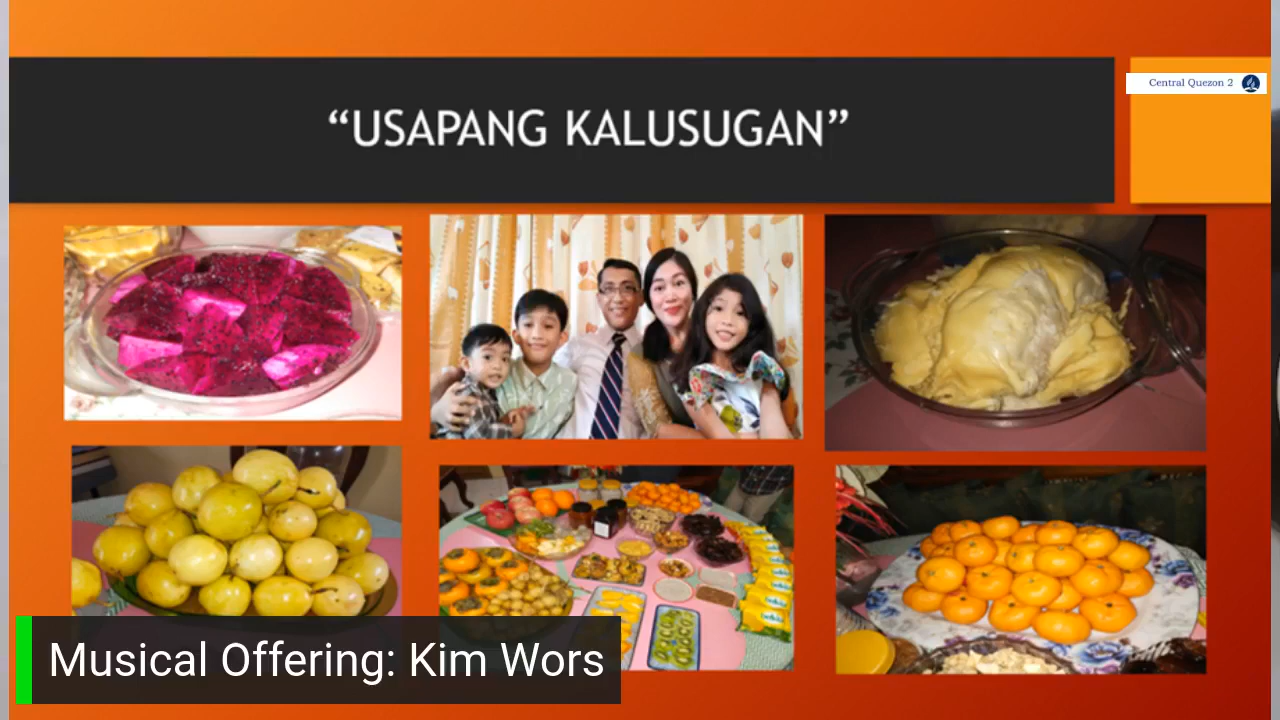 “USAPANG KALUSUGAN”
Central Quezon 2
Musical Offering: Kim Wors